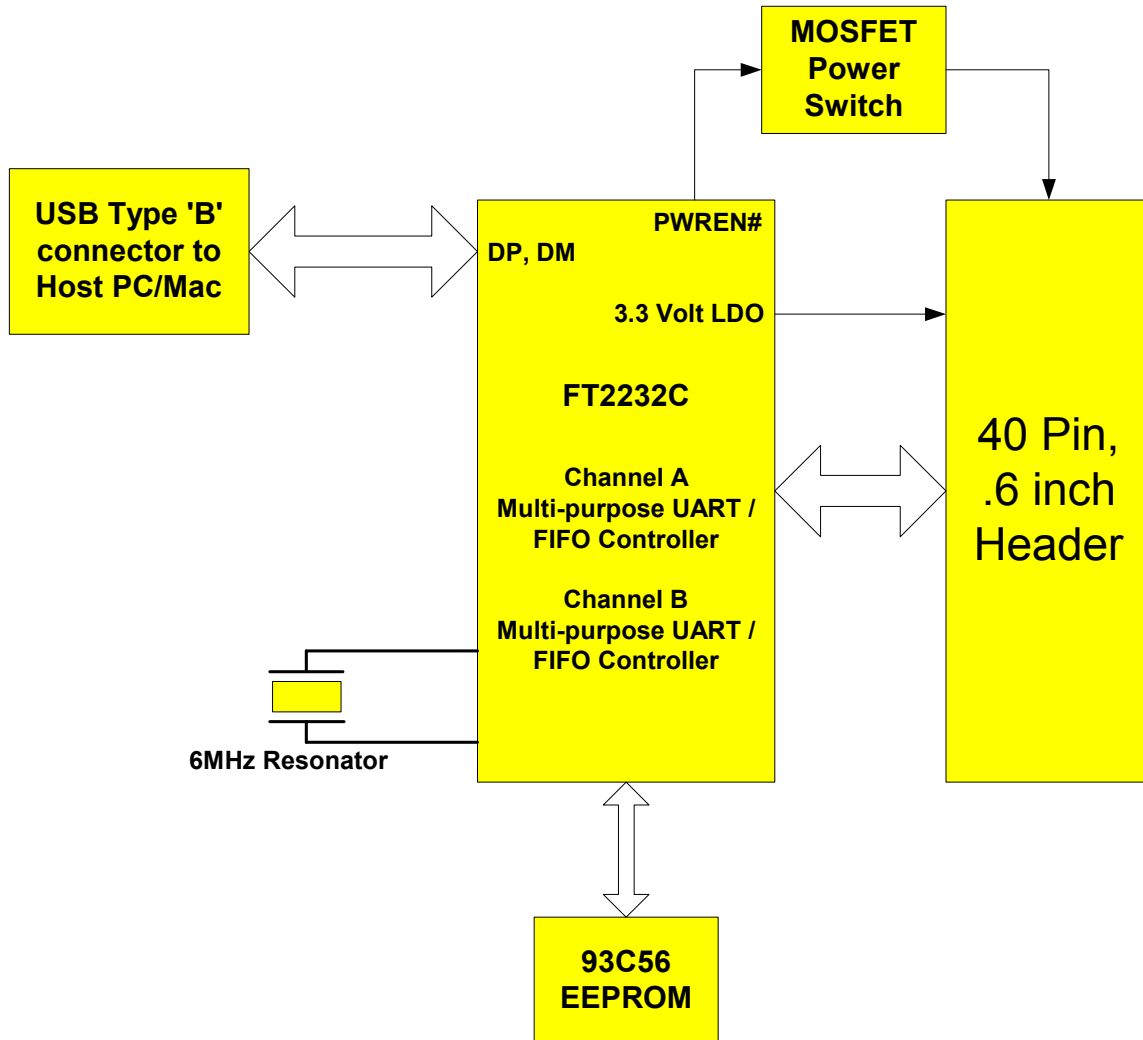 MOSFET
Power
Switch
USB Type 'B'
connector to
Host PC/Mac
PWREN#
DP, DM
3.3 Volt LDO
FT2232C
Channel A
Multi-purpose UART /
FIFO Controller
Channel B
Multi-purpose UART /
FIFO Controller
40 Pin,
.6 inch
Header
6MHz Resonator
93C56
EEPROM